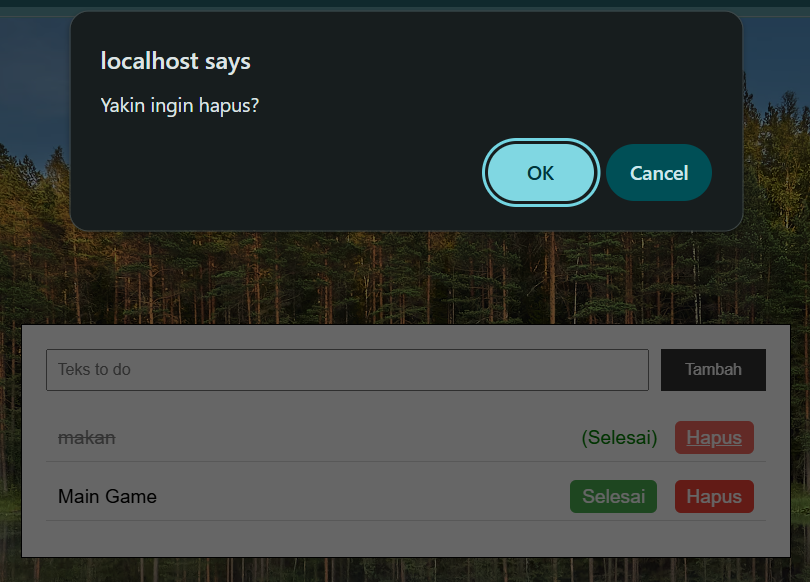 localhost says
Yakin ingin hapus?
OK Cancel
Teks to do Tambah
makan (Selesai) Hapus
Main Game Selesai Hapus